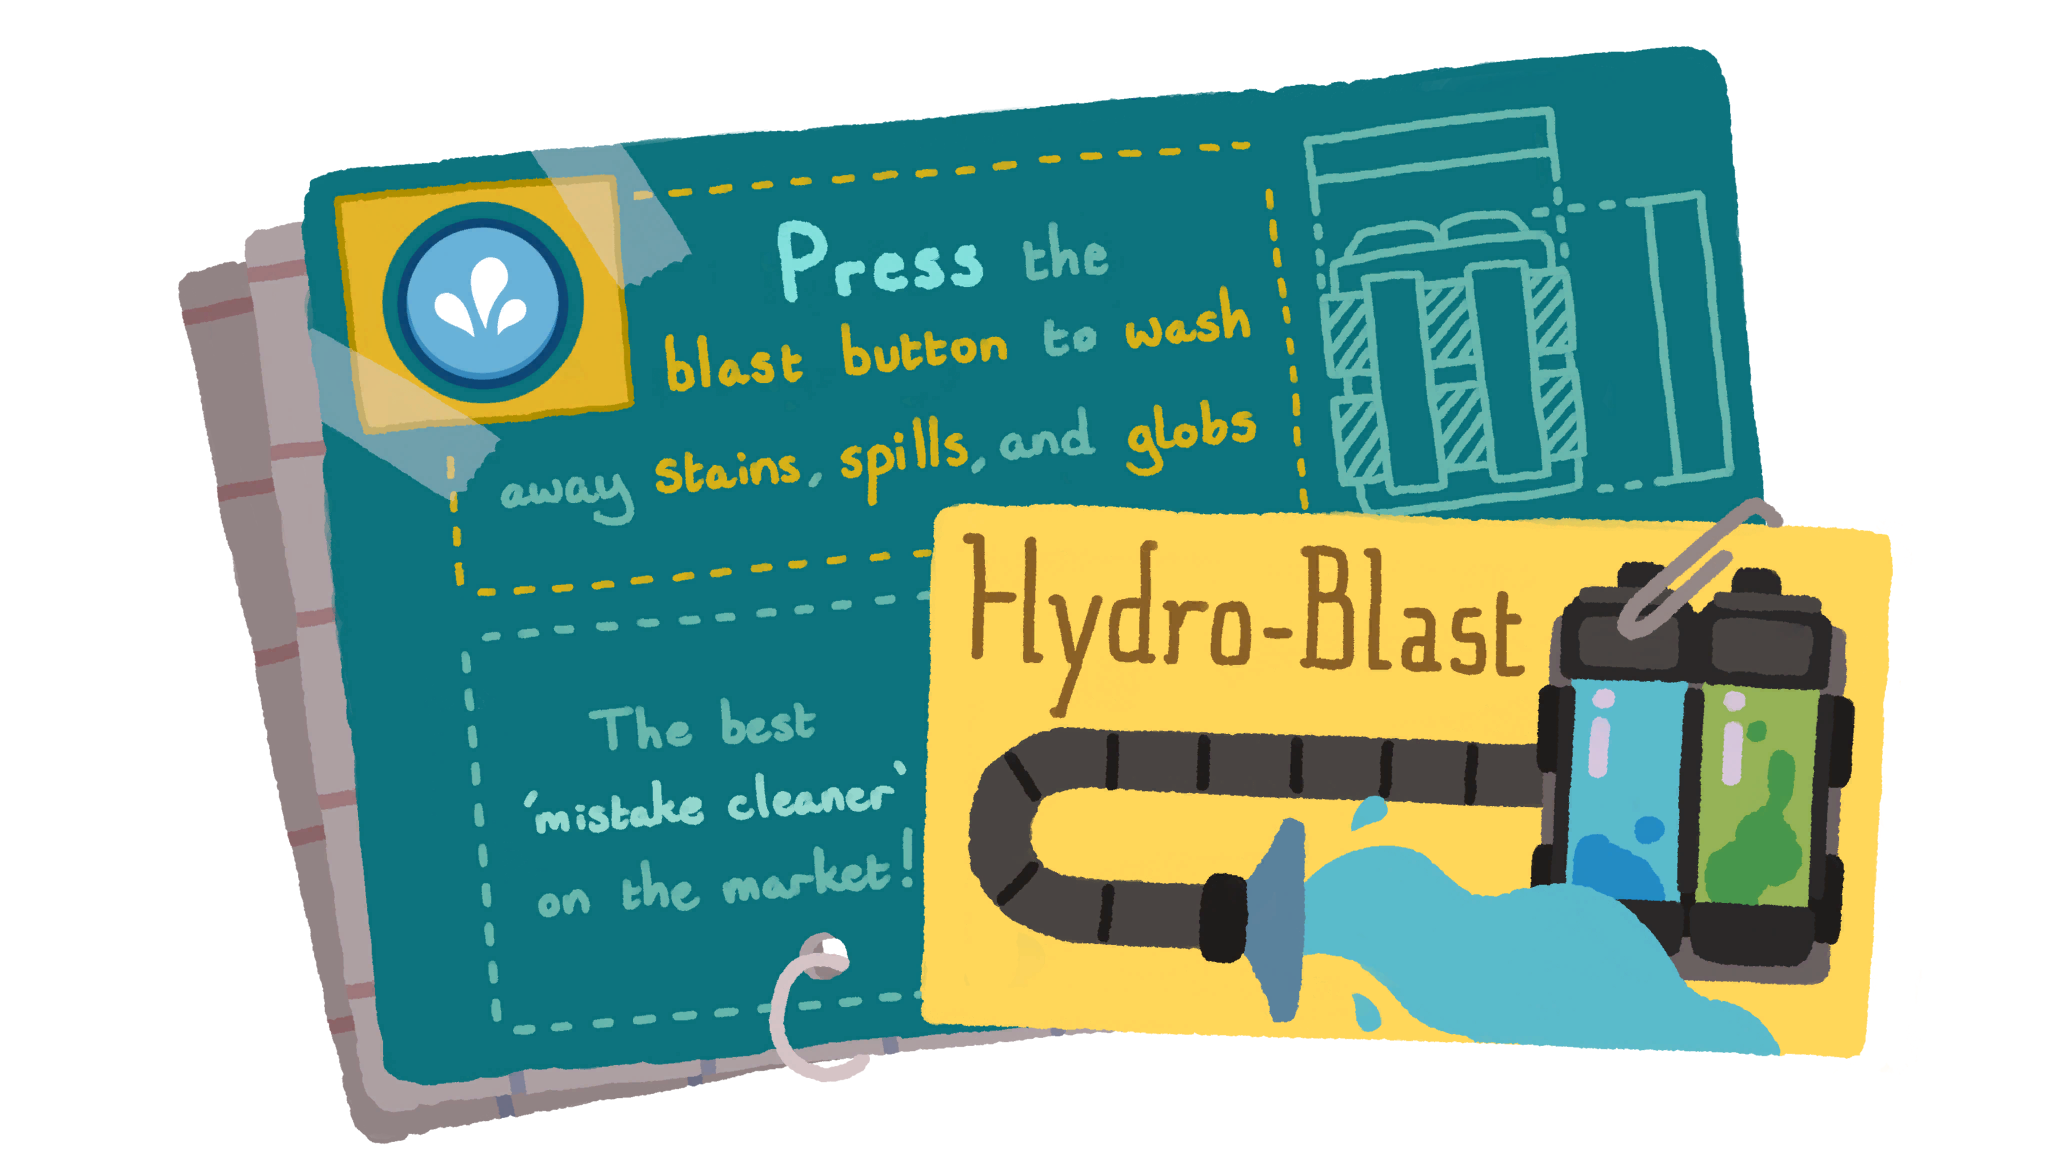 Press the
blast button to wash
away stains, spills, and globs
Hydro-Blast
The best
'mistake cleaner'
on the market!